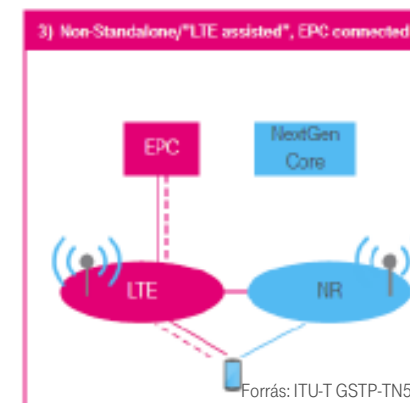 3) Non-Standalone/"LTE assisted", EPC connected
EPC
NextGen
Core
LTE
NR
Forrás: ITU-T GSTP-TN5